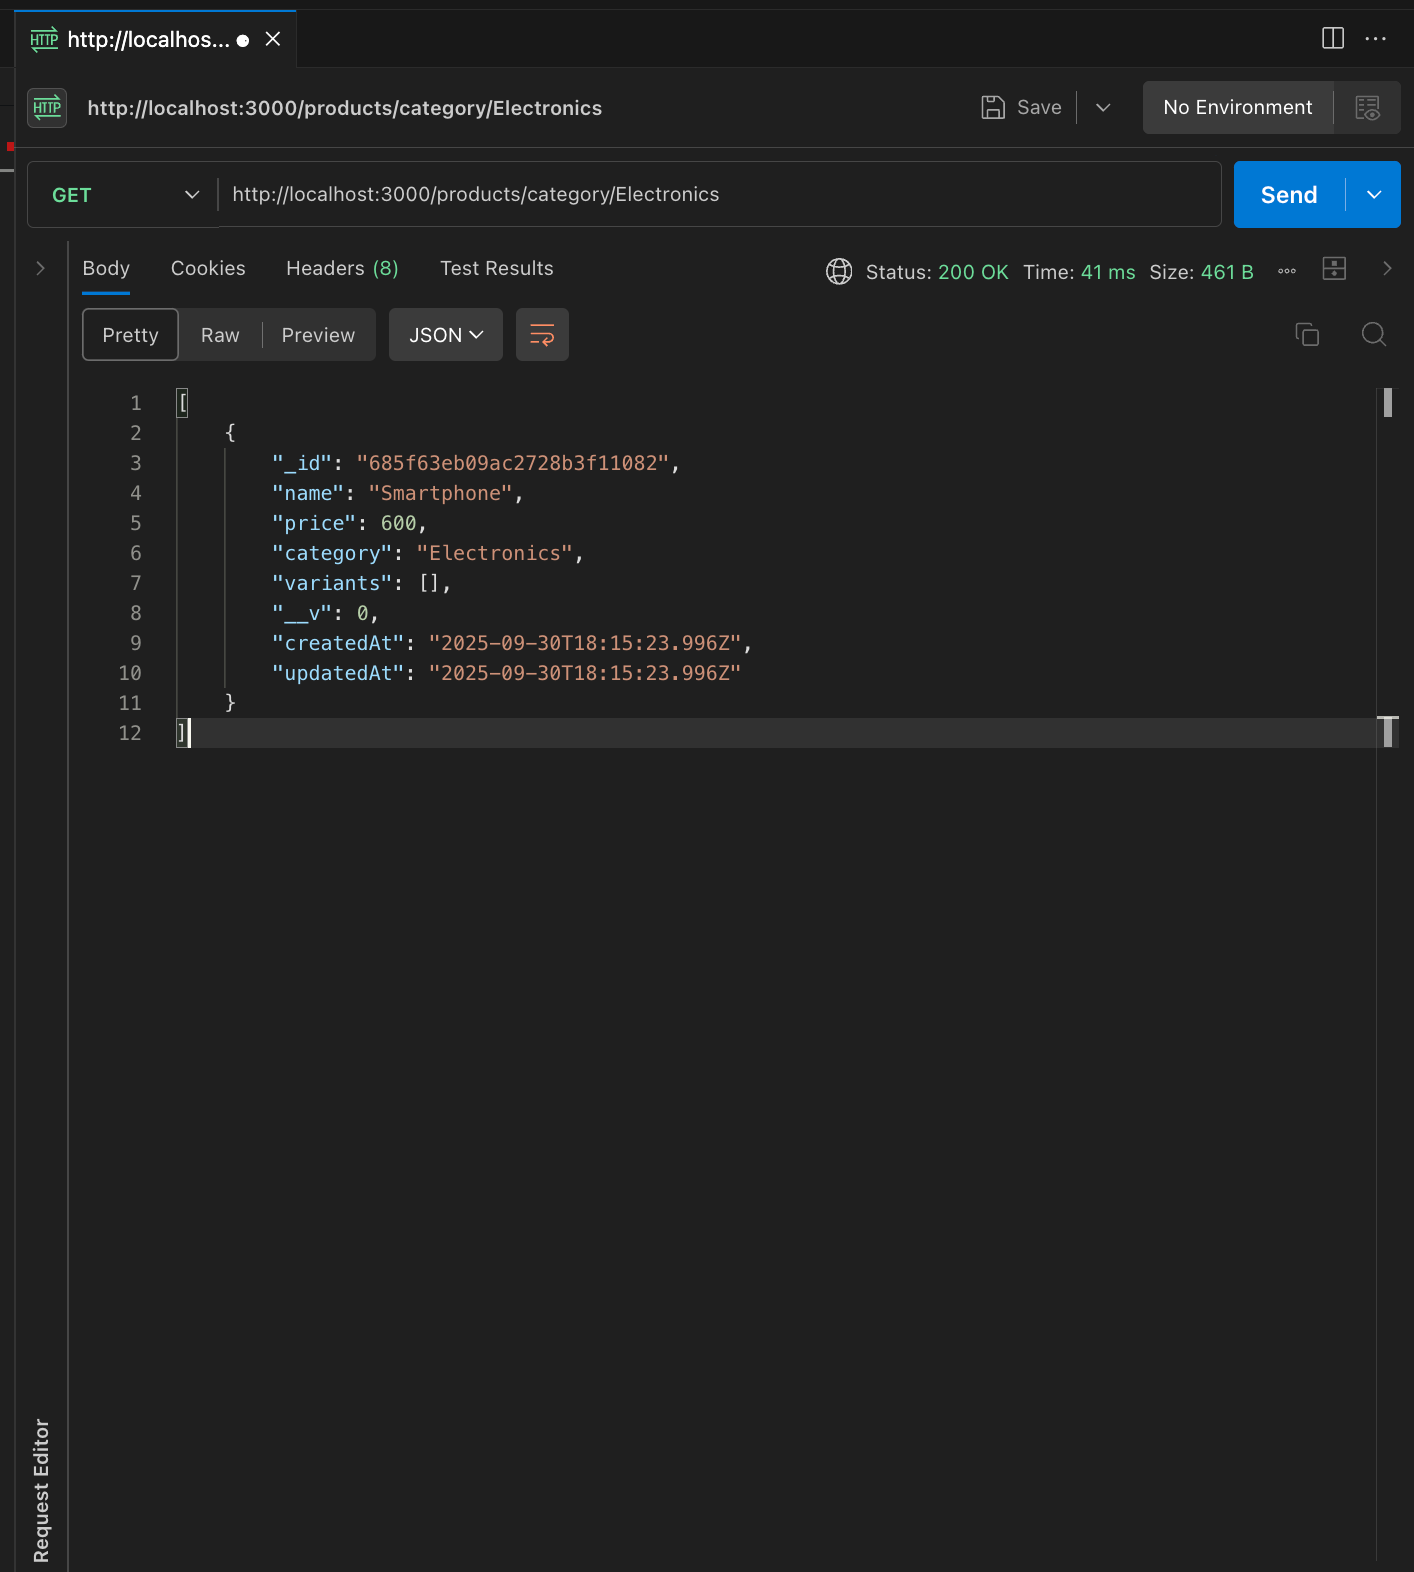 HTTP http://localhos...
HTTP http://localhost:3000/products/category/Electronics Save No Environment
GET http://localhost:3000/products/category/Electronics Send
Body Cookies Headers (8) Test Results Status: 200 OK Time: 41 ms Size: 461 B
Pretty Raw Preview JSON
1 [
2 {
3 "_id": "685f63eb09ac2728b3f11082",
4 "name": "Smartphone",
5 "price": 600,
6 "category": "Electronics",
7 "variants": [],
8 "__v": 0,
9 "createdAt": "2025-09-30T18:15:23.996Z",
10 "updatedAt": "2025-09-30T18:15:23.996Z"
11 }
12 ]
Request Editor